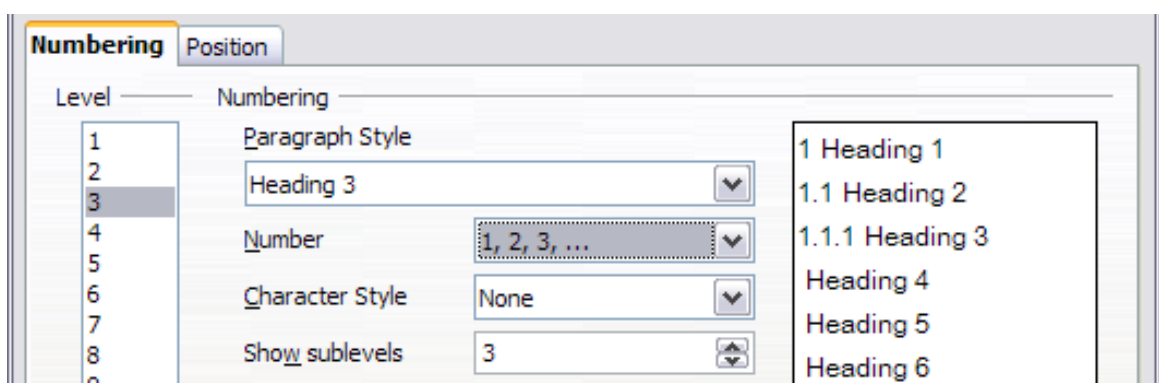 Numbering Position
Level Numbering
1
2
3
4
5
6
7
8
Paragraph Style
Heading 3
Number 1, 2, 3, ...
Character Style None
Show sublevels 3
1 Heading 1
1.1 Heading 2
1.1.1 Heading 3
Heading 4
Heading 5
Heading 6